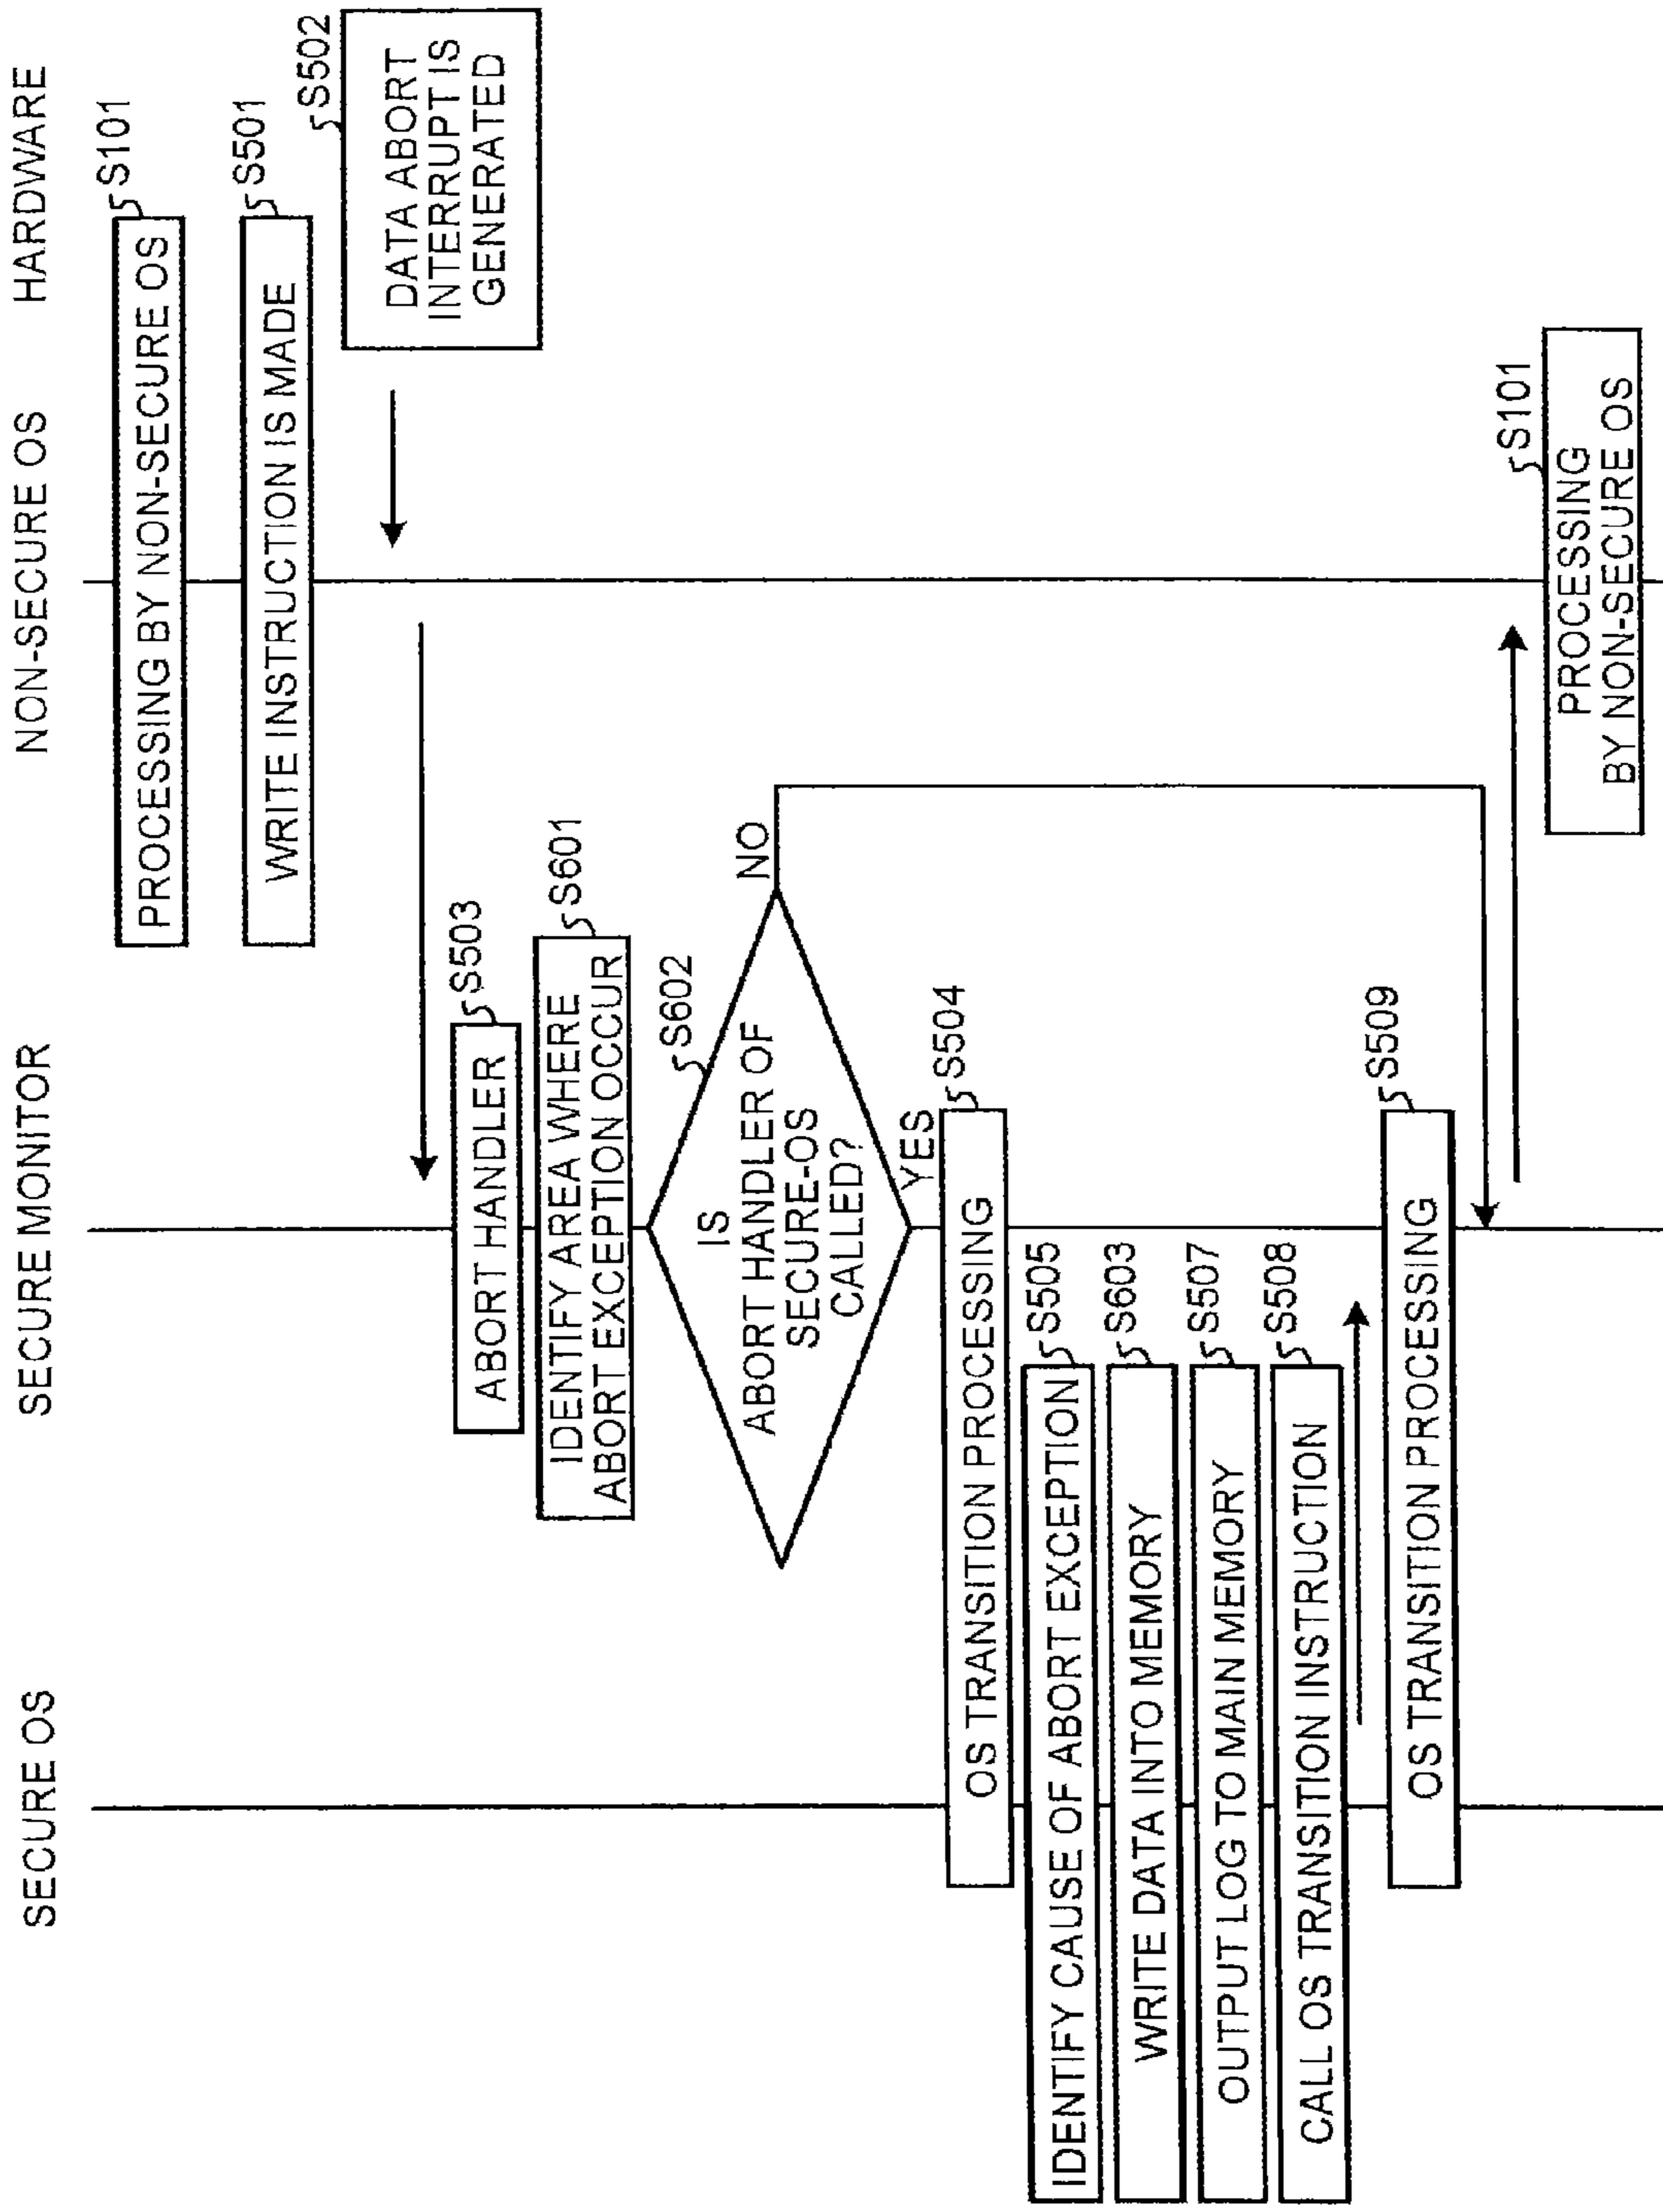 SECURE OS
SECURE MONITOR
NON-SECURE OS
HARDWARE
PROCESSING BY NON-SECURE OS
S101
WRITE INSTRUCTION IS MADE
S501
S502
DATA ABORT
INTERRUPT IS
GENERATED
ABORT HANDLER
S503
IDENTIFY AREA WHERE
ABORT EXCEPTION OCCUR
S601
S602
IS
ABORT HANDLER OF
SECURE-OS
CALLED?
NO
YES
OS TRANSITION PROCESSING
S504
IDENTIFY CAUSE OF ABORT EXCEPTION
S505
WRITE DATA INTO MEMORY
S603
OUTPUT LOG TO MAIN MEMORY
S507
CALL OS TRANSITION INSTRUCTION
S508
OS TRANSITION PROCESSING
S509
S101
PROCESSING
BY NON-SECURE OS